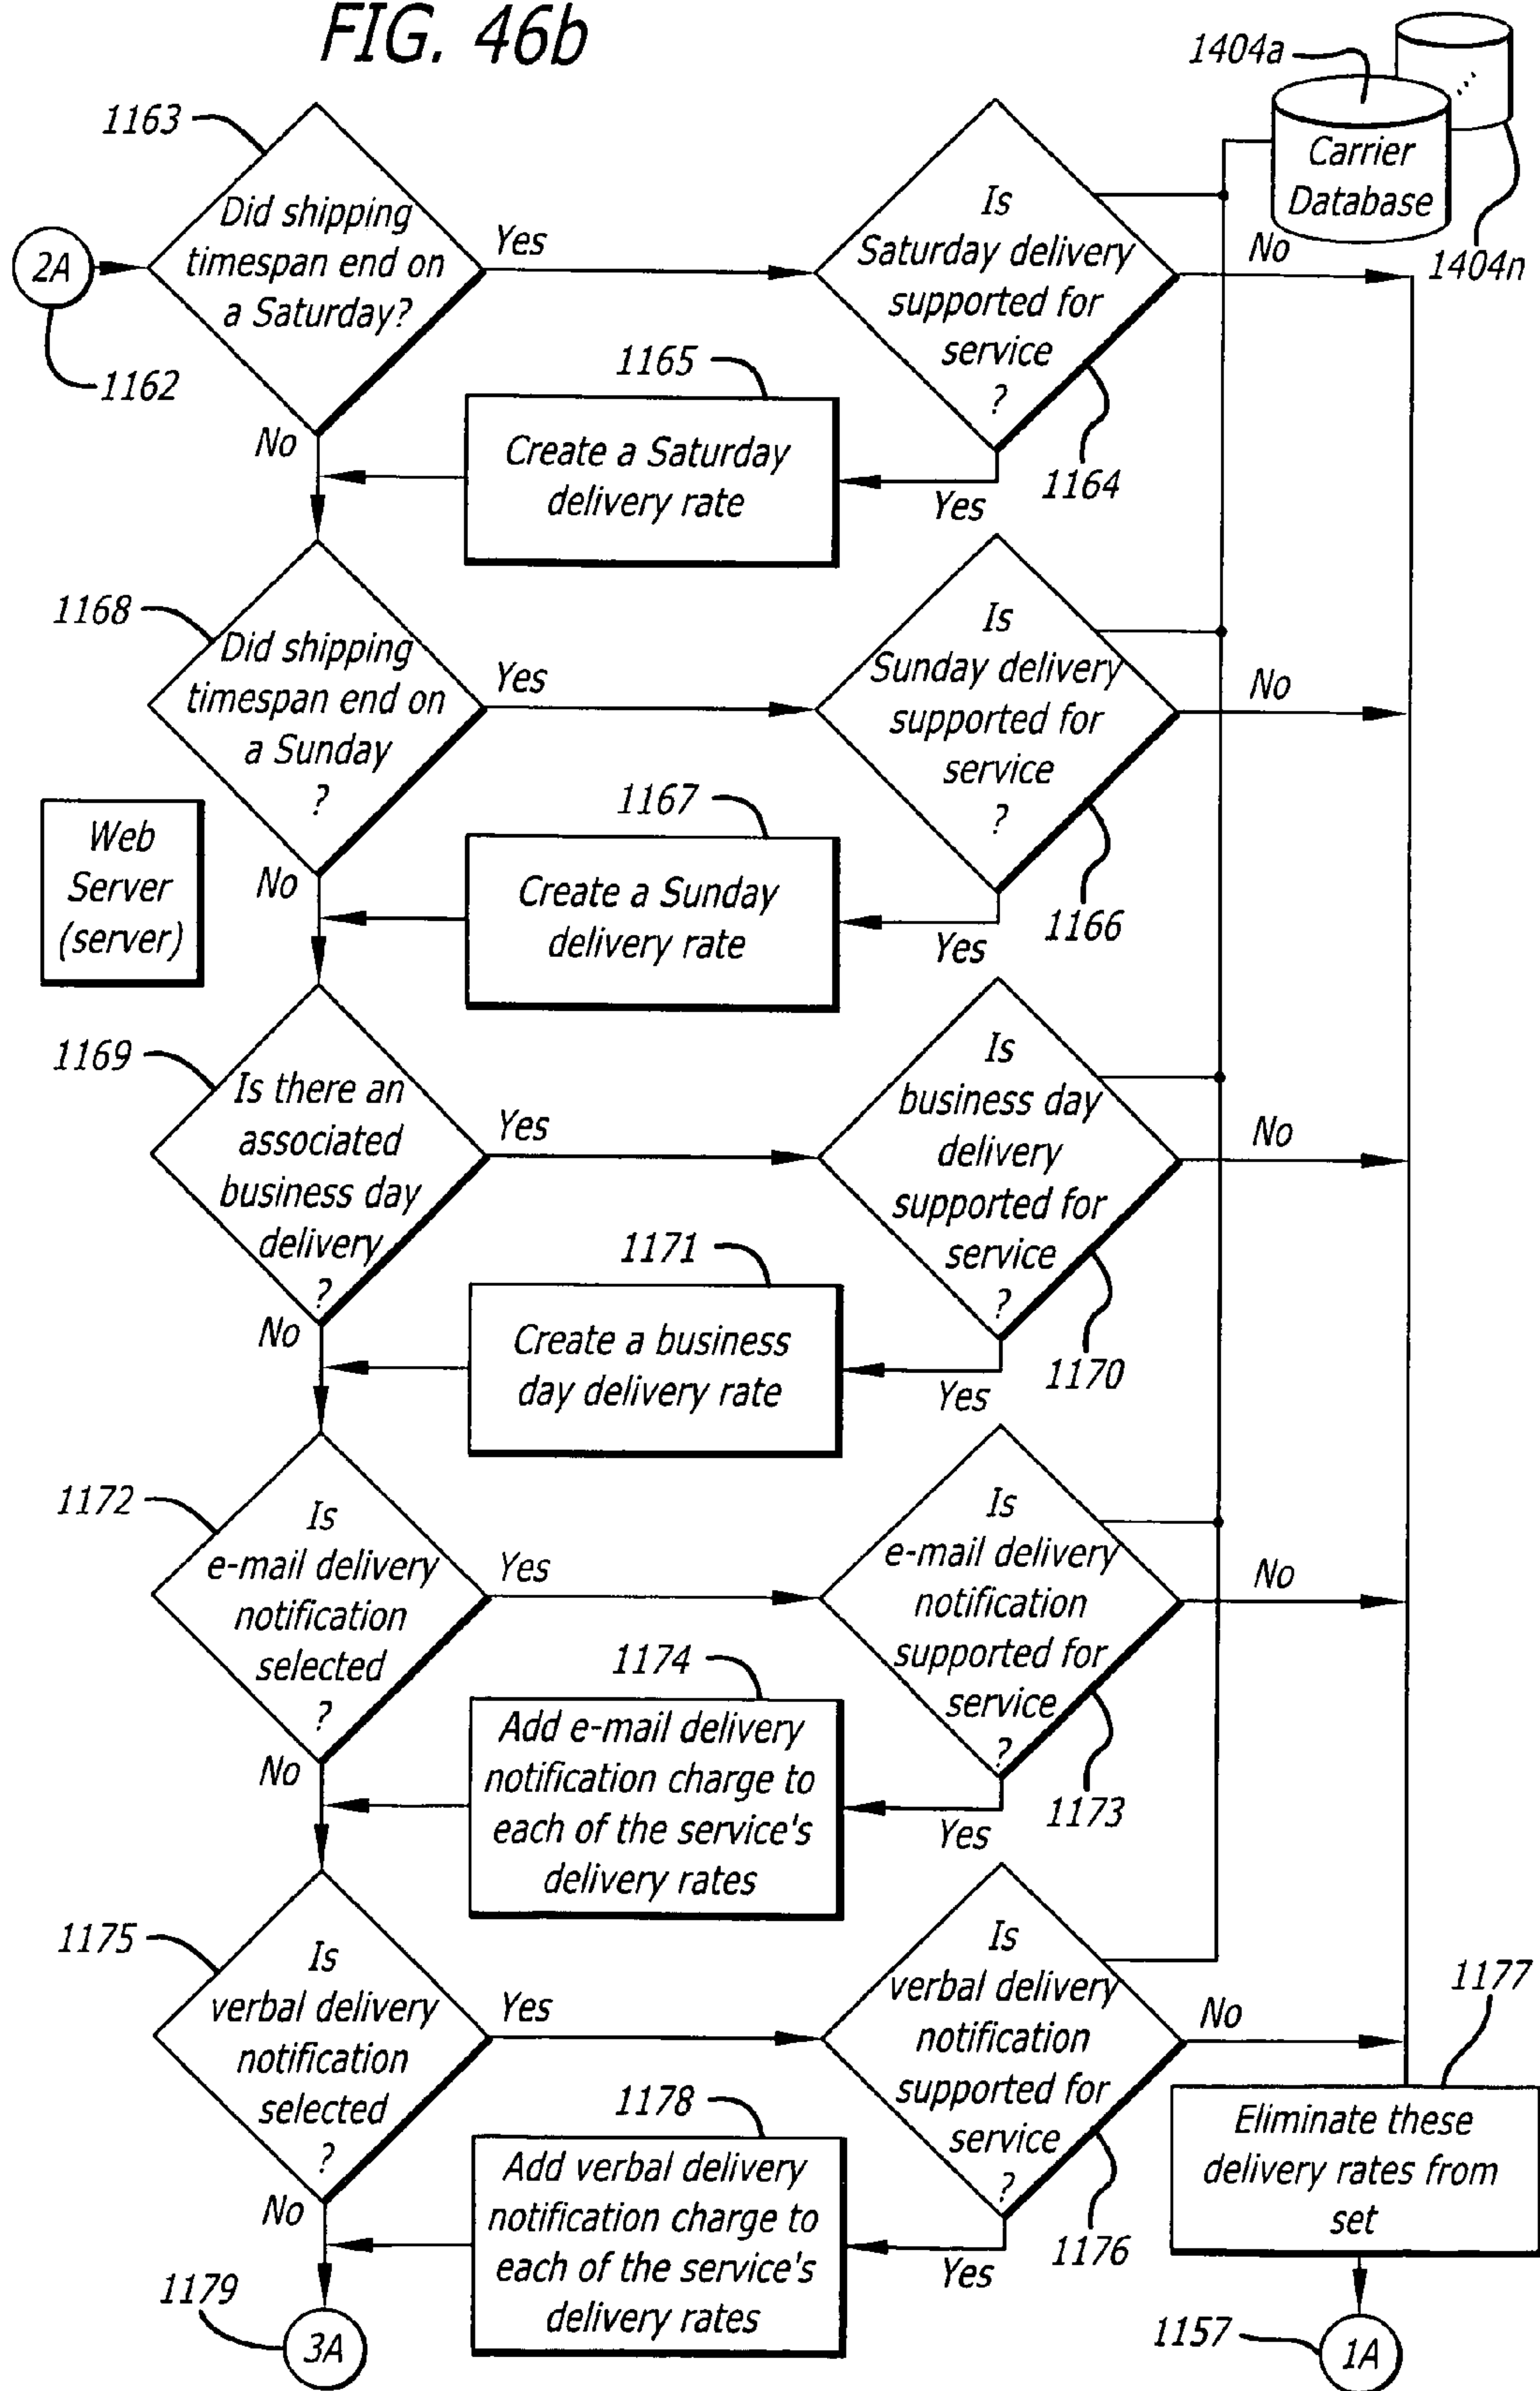 FIG. 46b
1404a
Carrier
Database
1404n
1163
Did shipping
timespan end on
a Saturday?
2A
1162
Yes
No
Is
Saturday delivery
supported for
service
?
No
1164
Yes
1165
Create a Saturday
delivery rate
1168
Did shipping
timespan end on
a Sunday
?
Yes
No
Is
Sunday delivery
supported for
service
?
No
1166
Yes
1167
Create a Sunday
delivery rate
Web
Server
(server)
1169
Is there an
associated
business day
delivery
?
Yes
No
Is
business day
delivery
supported for
service
?
No
1170
Yes
1171
Create a business
day delivery rate
1172
Is
e-mail delivery
notification
selected
?
Yes
No
Is
e-mail delivery
notification
supported for
service
?
No
1173
Yes
1174
Add e-mail delivery
notification charge to
each of the service's
delivery rates
1175
Is
verbal delivery
notification
selected
?
Yes
No
Is
verbal delivery
notification
supported for
service
?
No
1176
Yes
1178
Add verbal delivery
notification charge to
each of the service's
delivery rates
1177
Eliminate these
delivery rates from
set
1179
3A
1157
1A